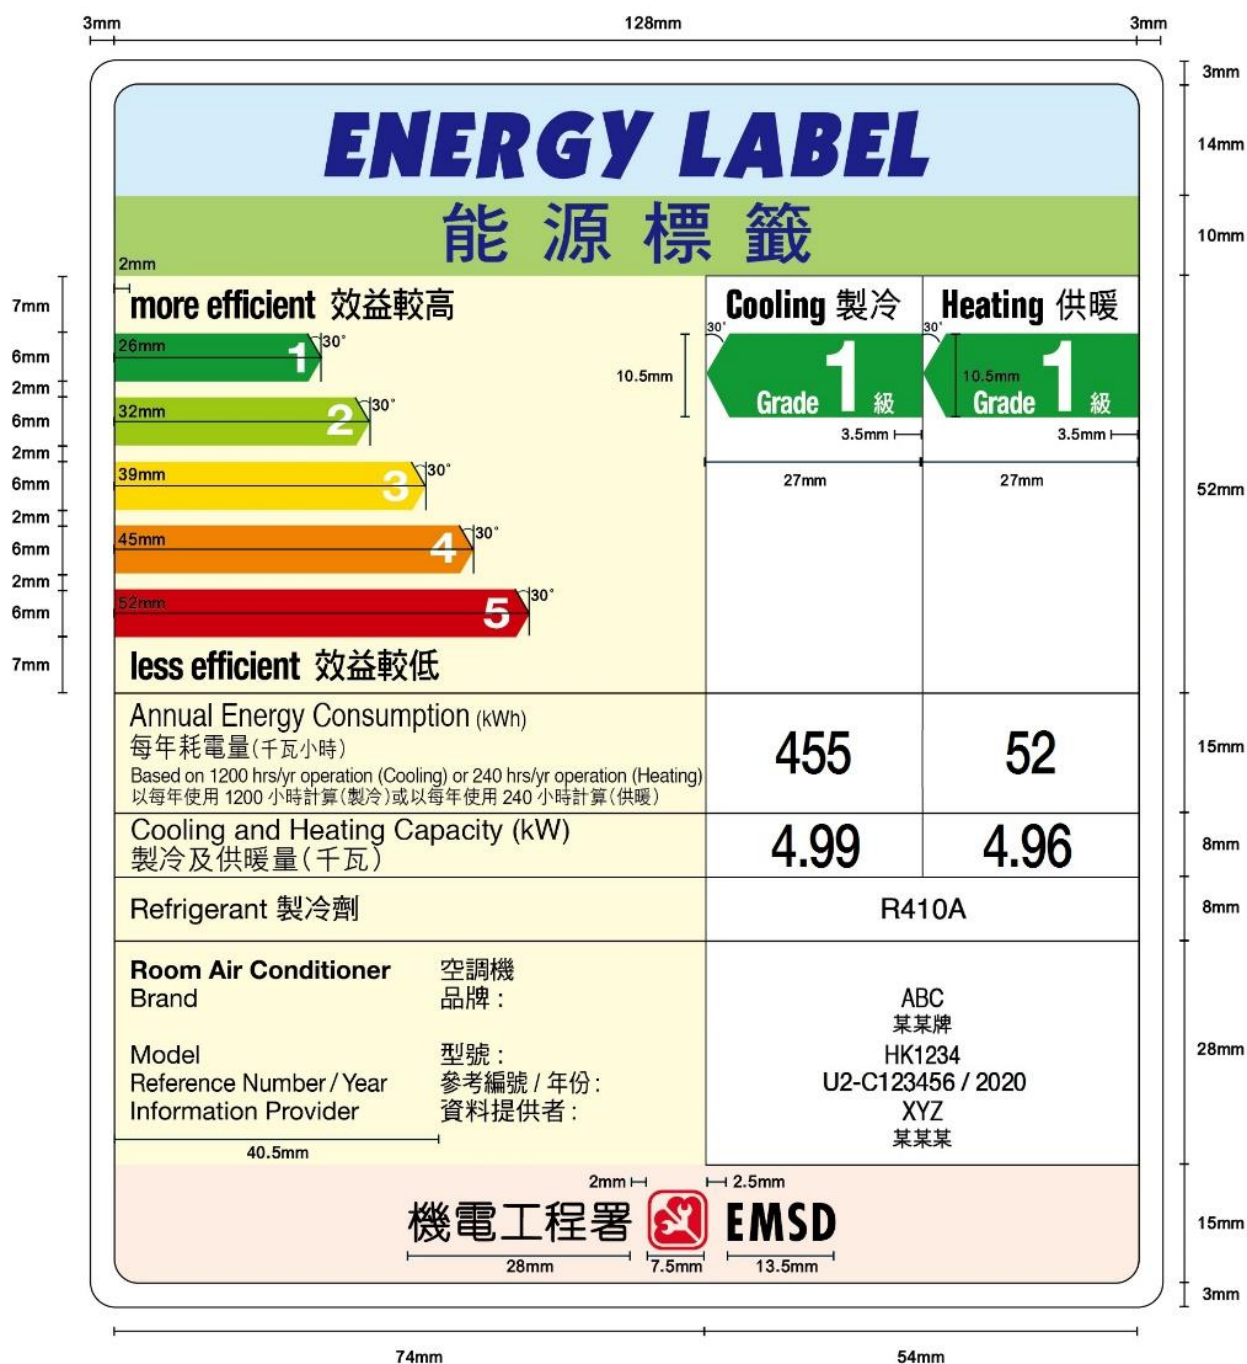 3mm 128mm 3mm
3mm
ENERGY LABEL
14mm
能源標籤
10mm
2mm
7mm more efficient 效益較高 Cooling 製冷 Heating 供暖
6mm 26mm 1 30° 10.5mm 30° Grade 1 級 30° 10.5mm Grade 1 級
2mm
6mm 32mm 2 30° 3.5mm 3.5mm
2mm
6mm 39mm 3 30° 27mm 27mm 52mm
2mm
6mm 45mm 4 30°
2mm
6mm 52mm 5 30°
7mm less efficient 效益較低
Annual Energy Consumption (kWh)
每年耗電量(千瓦小時) 455 52 15mm
Based on 1200 hrs/yr operation (Cooling) or 240 hrs/yr operation (Heating)
以每年使用 1200 小時計算(製冷)或以每年使用 240 小時計算(供暖)
Cooling and Heating Capacity (kW)
製冷及供暖量(千瓦) 4.99 4.96 8mm
Refrigerant 製冷劑 R410A 8mm
Room Air Conditioner 空調機
Brand 品牌 : ABC
某某牌
Model 型號 : HK1234 28mm
Reference Number / Year 參考編號 / 年份 : U2-C123456 / 2020
Information Provider 資料提供者 : XYZ
某某某
40.5mm
2mm 2.5mm
機電工程署 EMSD 15mm
28mm 7.5mm 13.5mm
3mm
74mm 54mm